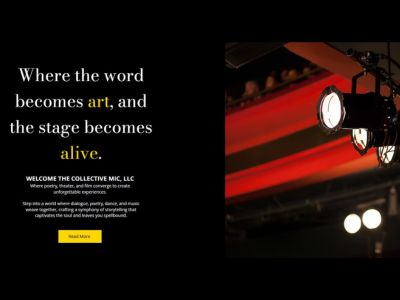 Where the word
becomes art, and
the stage becomes
alive.
WELCOME THE COLLECTIVE MIC, LLC
Where poetry, theater, and film converge to create
unforgettable experiences.
Step into a world where dialogue, poetry, dance, and music
weave together, crafting a symphony of storytelling that
captivates the soul and leaves you spellbound.
Read More